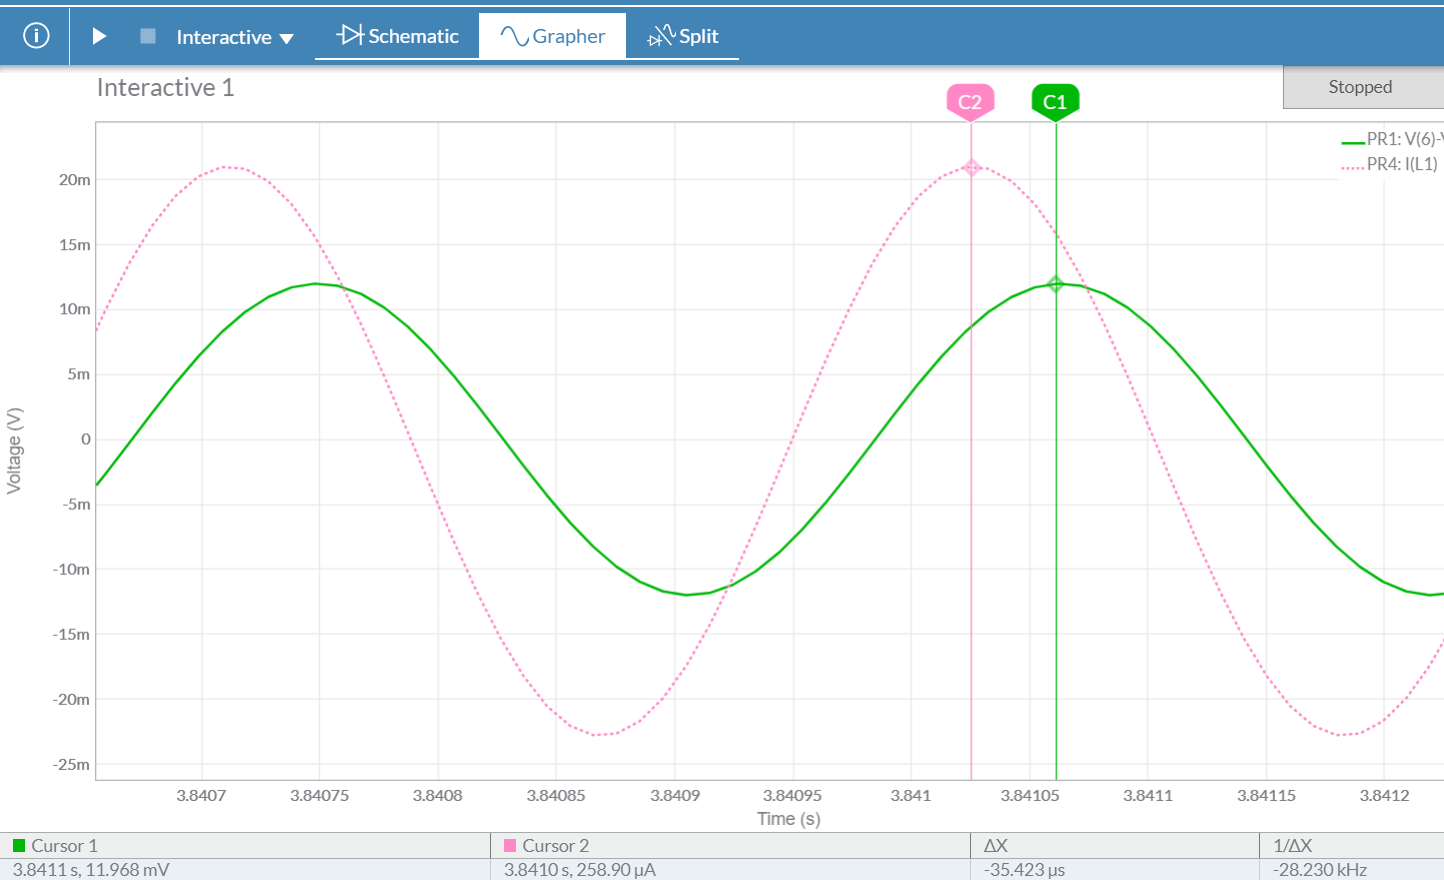 Interactive
Schematic
Grapher
Split
Interactive 1
Stopped
C2
C1
PR1: V(6)-V
PR4: I(L1)
20m
15m
10m
5m
0
-5m
-10m
-15m
-20m
-25m
Voltage (V)
3.8407
3.84075
3.8408
3.84085
3.8409
3.84095
3.841
3.84105
3.8411
3.84115
3.8412
Time (s)
Cursor 1
Cursor 2
ΔX
1/ΔX
3.8411 s, 11.968 mV
3.8410 s, 258.90 μA
-35.423 μs
-28.230 kHz